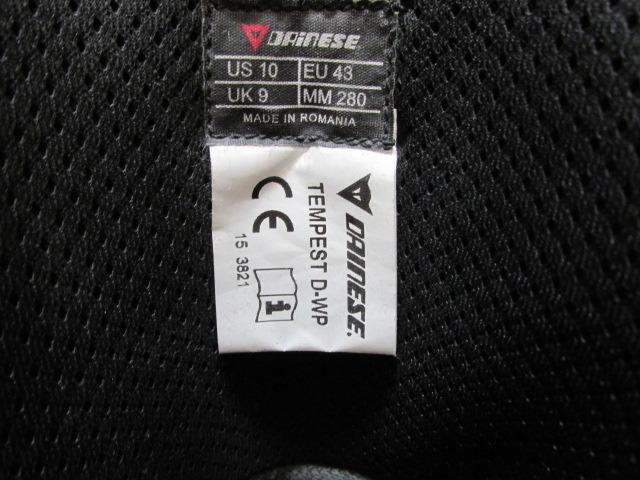 DAINESE
US 10 EU 43
UK 9 MM 280
MADE IN ROMANIA
DAINESE
TEMPEST D-WP
CE
i
15 3821